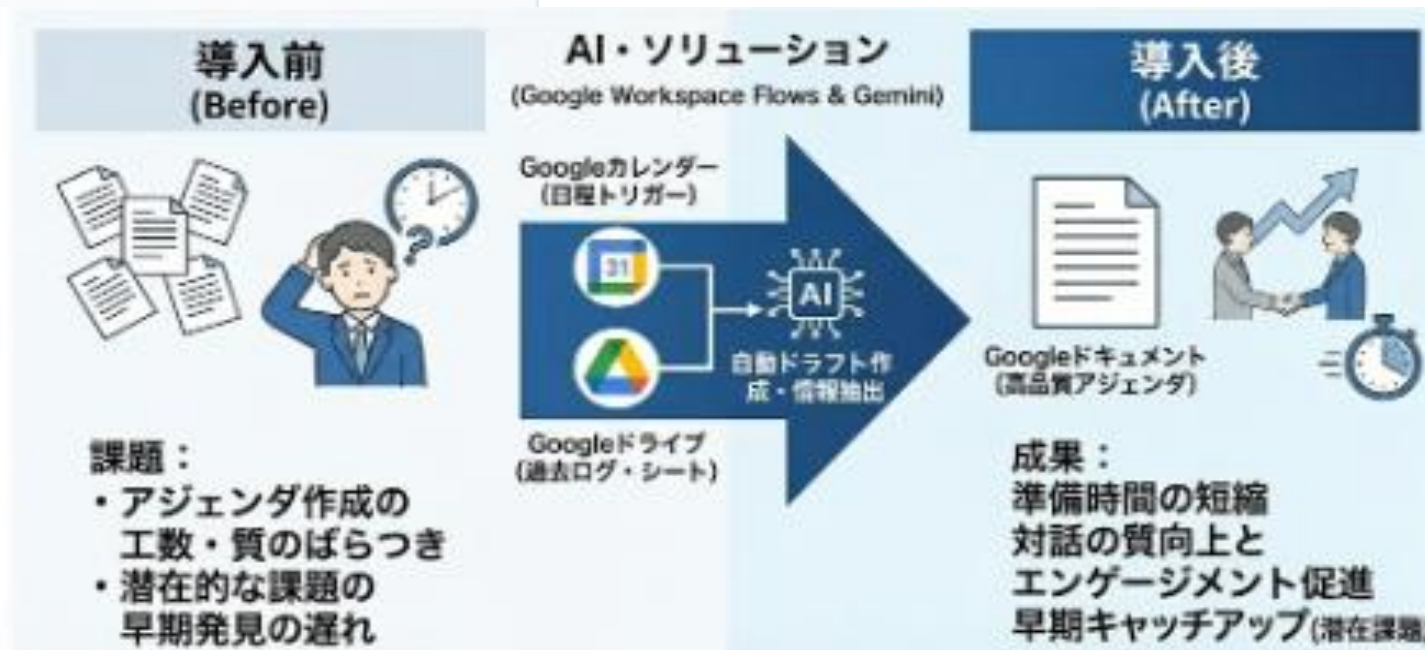 導入前
(Before)
課題：
・アジェンダ作成の
工数・質のばらつき
・潜在的な課題の
早期発見の遅れ
AI・ソリューション
(Google Workspace Flows & Gemini)
Googleカレンダー
(日程トリガー)
31
AI
自動ドラフト作
成・情報抽出
Googleドライブ
(過去ログ・シート)
導入後
(After)
Googleドキュメント
(高品質アジェンダ)
成果：
準備時間の短縮
対話の質向上と
エンゲージメント促進
早期キャッチアップ(潜在課題